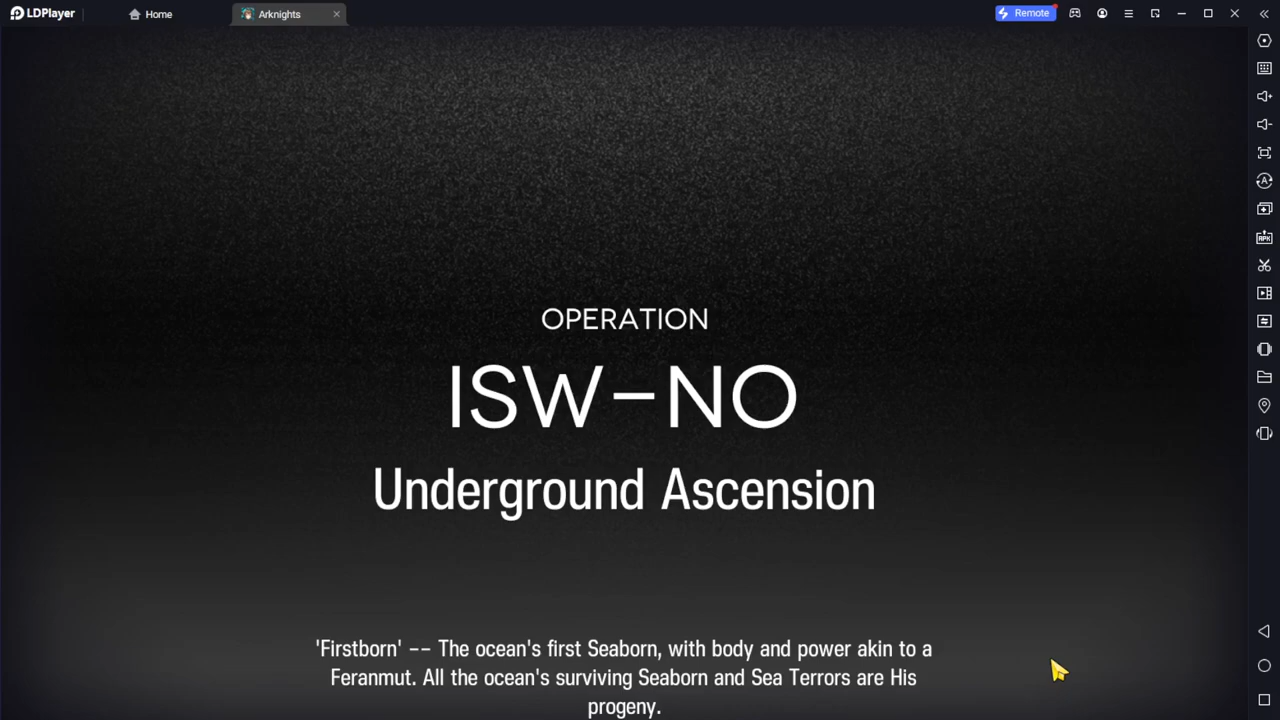 LDPlayer
Home
Arknights
Remote
OPERATION
ISW-NO
Underground Ascension
'Firstborn' -- The ocean's first Seaborn, with body and power akin to a
Feranmut. All the ocean's surviving Seaborn and Sea Terrors are His
progeny.